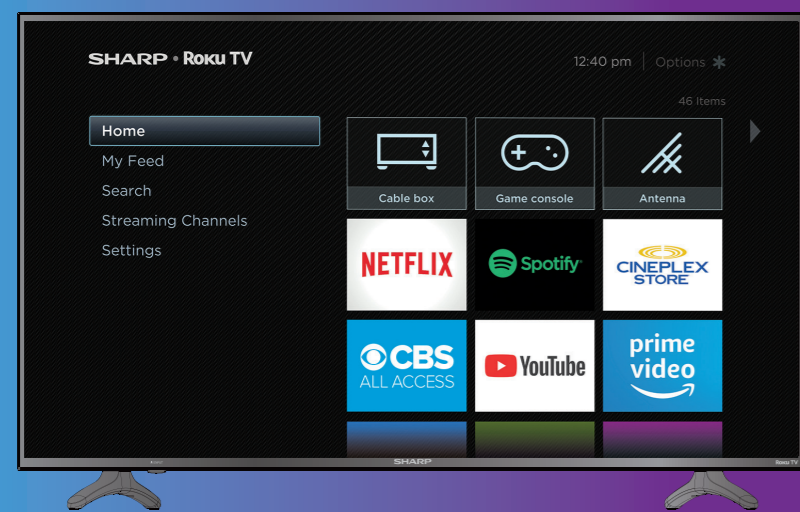 SHARP • Roku TV
12:40 pm | Options ✱
46 Items
Home
My Feed
Search
Streaming Channels
Settings
Cable box
Game console
Antenna
NETFLIX
Spotify
CINEPLEX
STORE
CBS
ALL ACCESS
YouTube
prime
video
SHARP
Roku TV